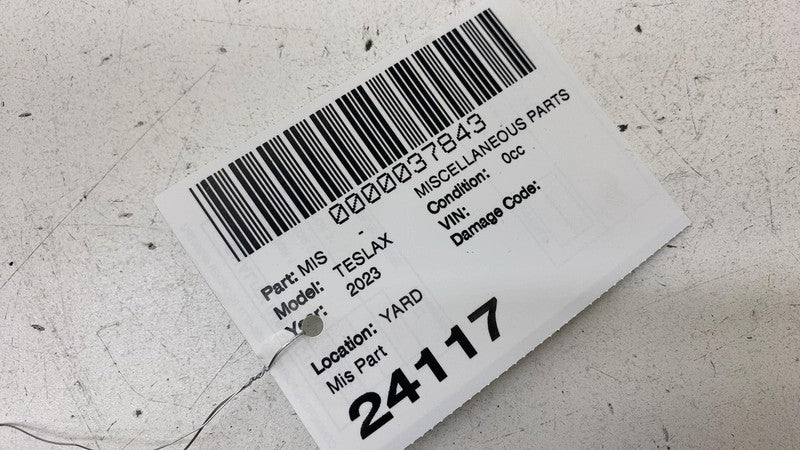 0000037843
Part: MIS - MISCELLANEOUS PARTS
Model: TESLAX Condition: 0cc
Year: 2023 VIN:
Damage Code:
Location: YARD
Mis Part
24117